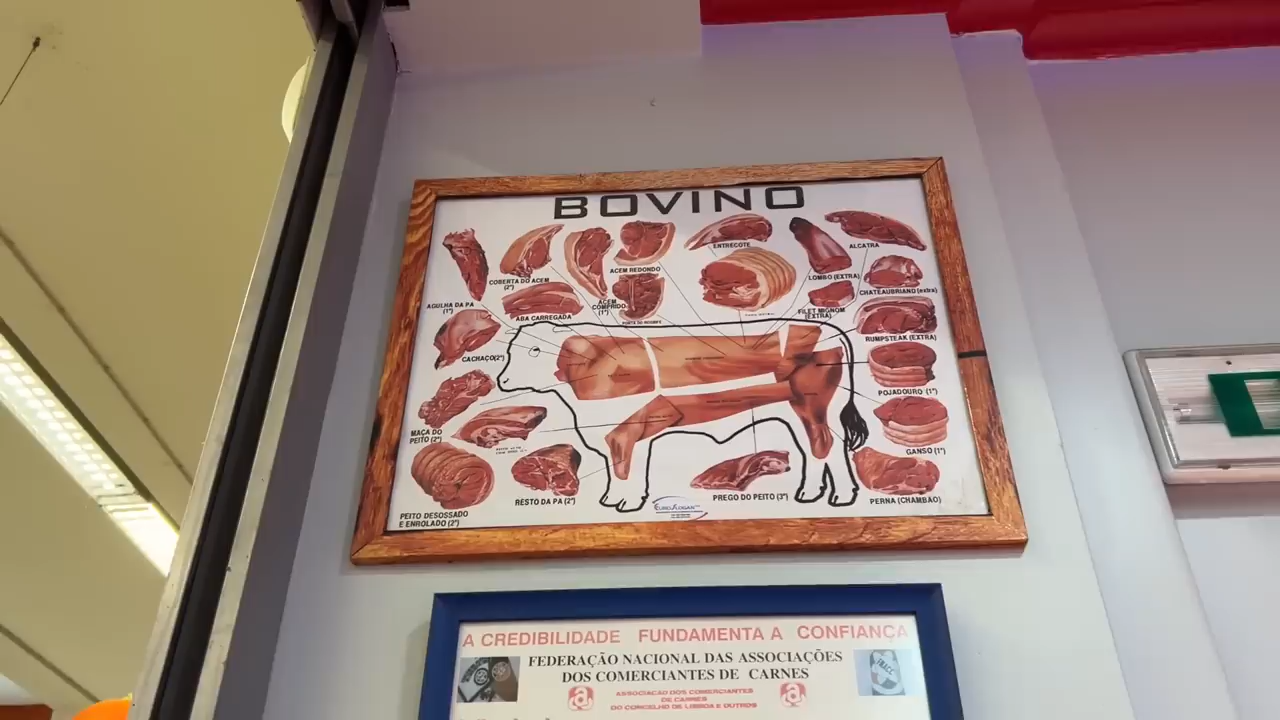 BOVINO
ENTRECOTE
ALCATRA
ACEM REDONDO
COBERTA DO ACEM
(2ª)
LOMBO (EXTRA)
CHATEAUBRIAND (extra)
AGULHA DA PÁ
(1ª)
ABA CARREGADA
ACEM
COMPRIDO
(1ª)
FILET MIGNOM
(EXTRA)
RUMPSTEAK (EXTRA)
CACHAÇO(2ª)
POJADOURO (1ª)
MAÇA DO
PEITO (2ª)
GANSO (1ª)
RESTO DA PÁ (2ª)
PREGO DO PEITO (3ª)
PERNA (CHAMBÃO)
PEITO DESOSSADO
E ENROLADO (2ª)
A CREDIBILIDADE FUNDAMENTA A CONFIANÇA
FEDERAÇÃO NACIONAL DAS ASSOCIAÇÕES
DOS COMERCIANTES DE CARNES
ASSOCIAÇÃO DOS COMERCIANTES
DE CARNES
DO CONCELHO DE LISBOA E OUTROS